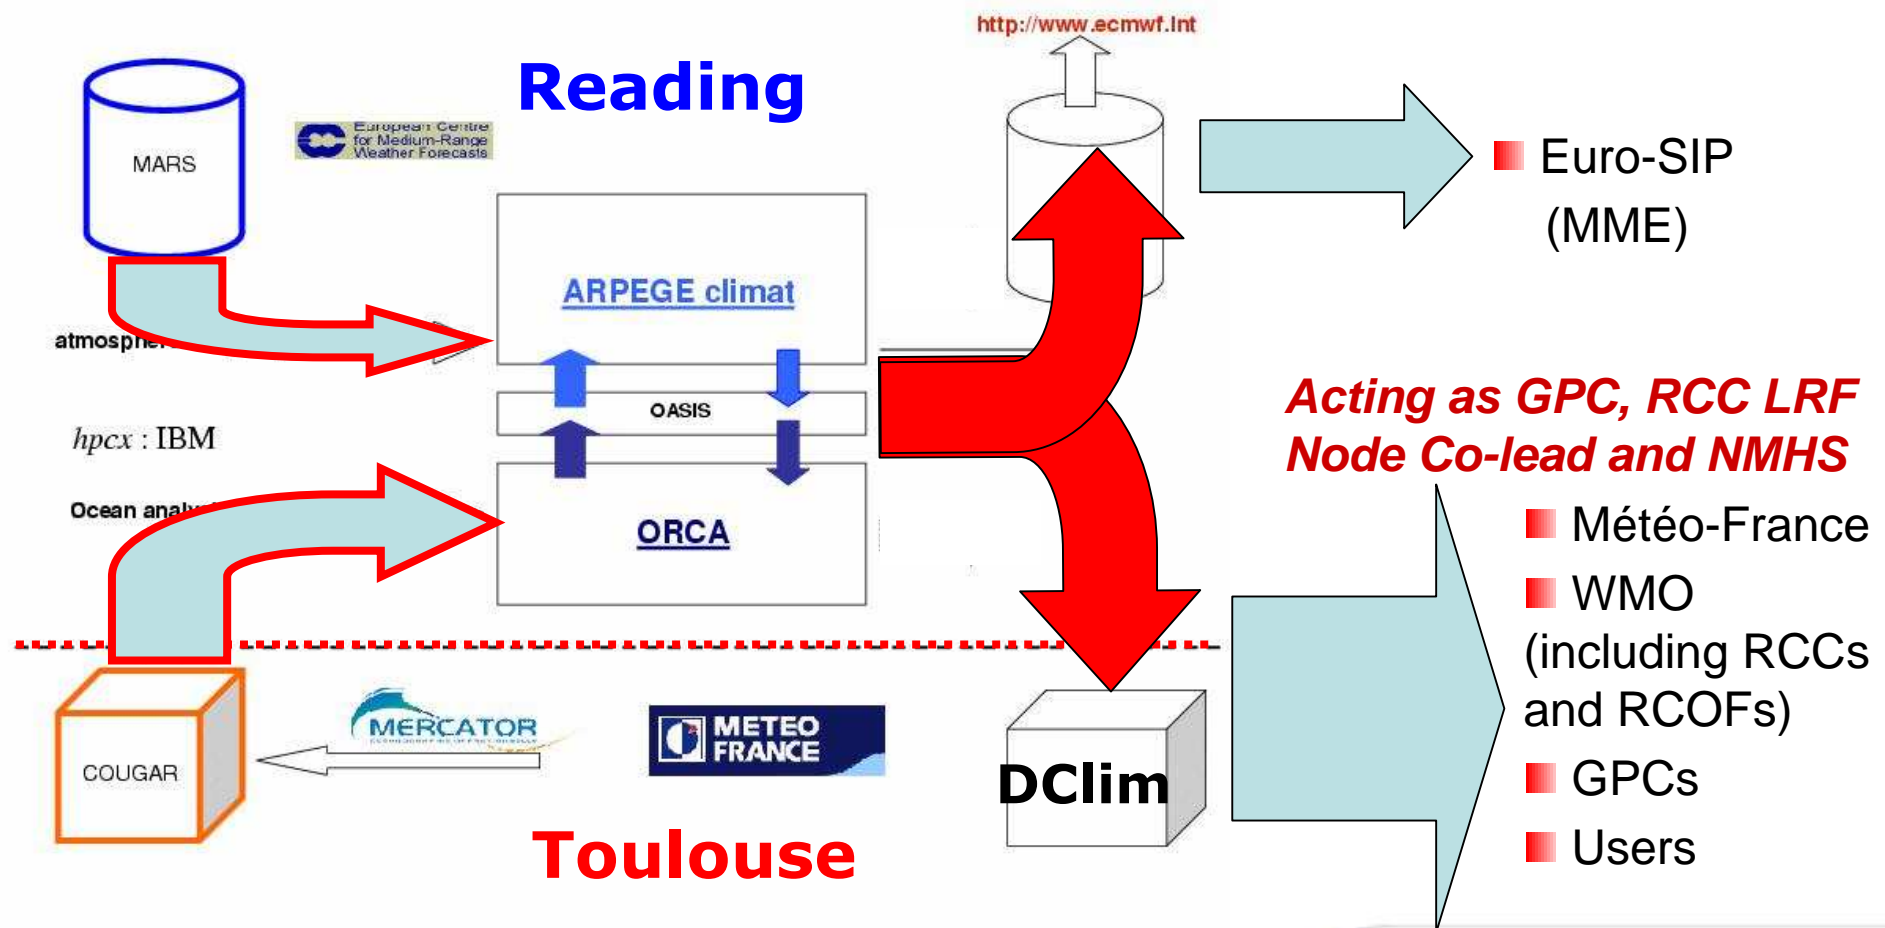 http://www.ecmwf.Int
Reading
MARS
European Centre
for Medium-Range
Weather Forecasts
Euro-SIP
(MME)
ARPEGE climat
OASIS
hpcx : IBM
Ocean
ORCA
Acting as GPC, RCC LRF
Node Co-lead and NMHS
Météo-France
WMO
(including RCCs
and RCOFs)
GPCs
Users
MERCATOR
METEO
FRANCE
COUGAR
DClim
Toulouse